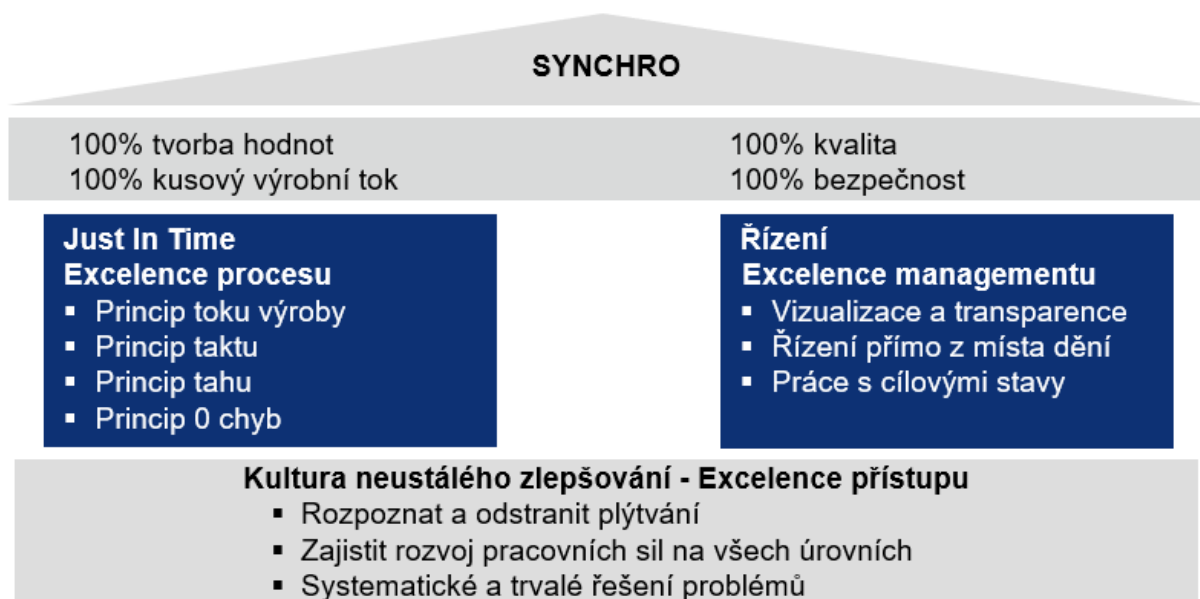 SYNCHRO
100% tvorba hodnot
100% kusový výrobní tok
100% kvalita
100% bezpečnost
Just In Time
Excelence procesu
▪ Princip toku výroby
▪ Princip taktu
▪ Princip tahu
▪ Princip 0 chyb
Řízení
Excelence managementu
▪ Vizualizace a transparence
▪ Řízení přímo z místa dění
▪ Práce s cílovými stavy
Kultura neustálého zlepšování - Excelence přístupu
▪ Rozpoznat a odstranit plýtvání
▪ Zajistit rozvoj pracovních sil na všech úrovních
▪ Systematické a trvalé řešení problémů